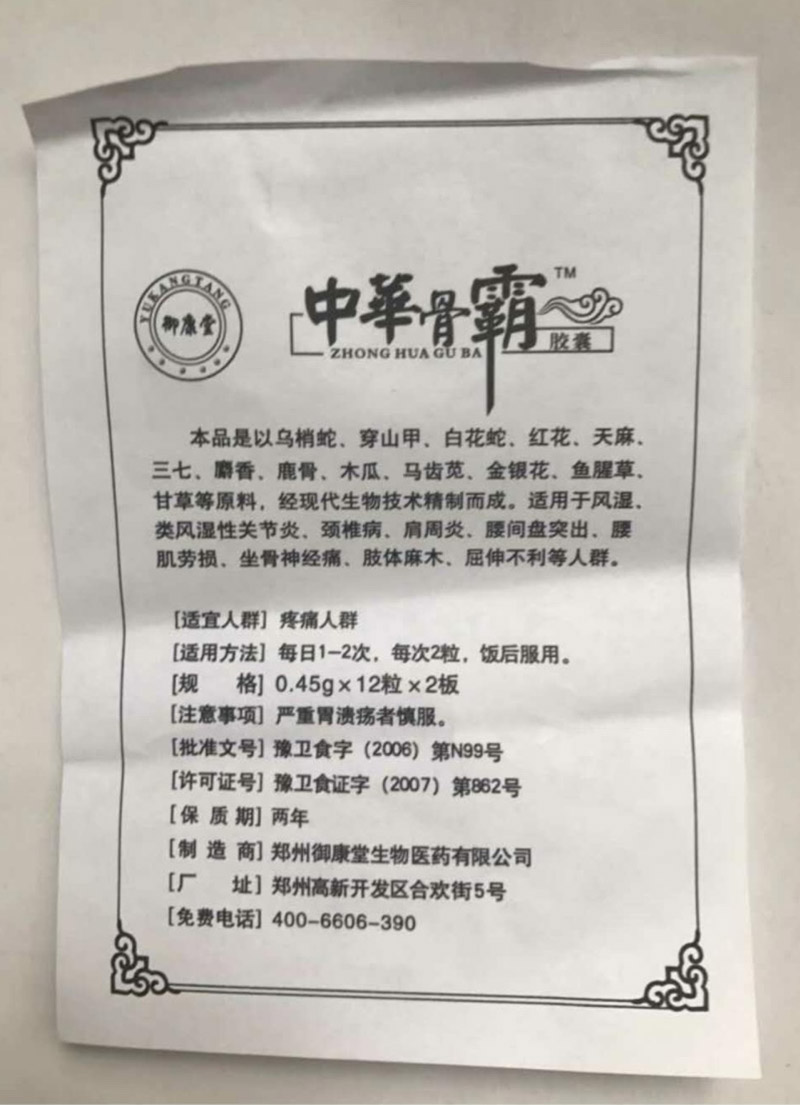 YUKANGTANG
御康堂
中華骨霸 TM
ZHONG HUA GU BA
胶囊
本品是以乌梢蛇、穿山甲、白花蛇、红花、天麻、
三七、麝香、鹿骨、木瓜、马齿苋、金银花、鱼腥草、
甘草等原料，经现代生物技术精制而成。适用于风湿、
类风湿性关节炎、颈椎病、肩周炎、腰间盘突出、腰
肌劳损、坐骨神经痛、肢体麻木、屈伸不利等人群。
[适宜人群] 疼痛人群
[适用方法] 每日1-2次，每次2粒，饭后服用。
[规 格] 0.45g×12粒×2板
[注意事项] 严重胃溃疡者慎服。
[批准文号] 豫卫食字（2006）第N99号
[许可证号] 豫卫食证字（2007）第862号
[保 质 期] 两年
[制 造 商] 郑州御康堂生物医药有限公司
[厂 址] 郑州高新开发区合欢街5号
[免费电话] 400-6606-390